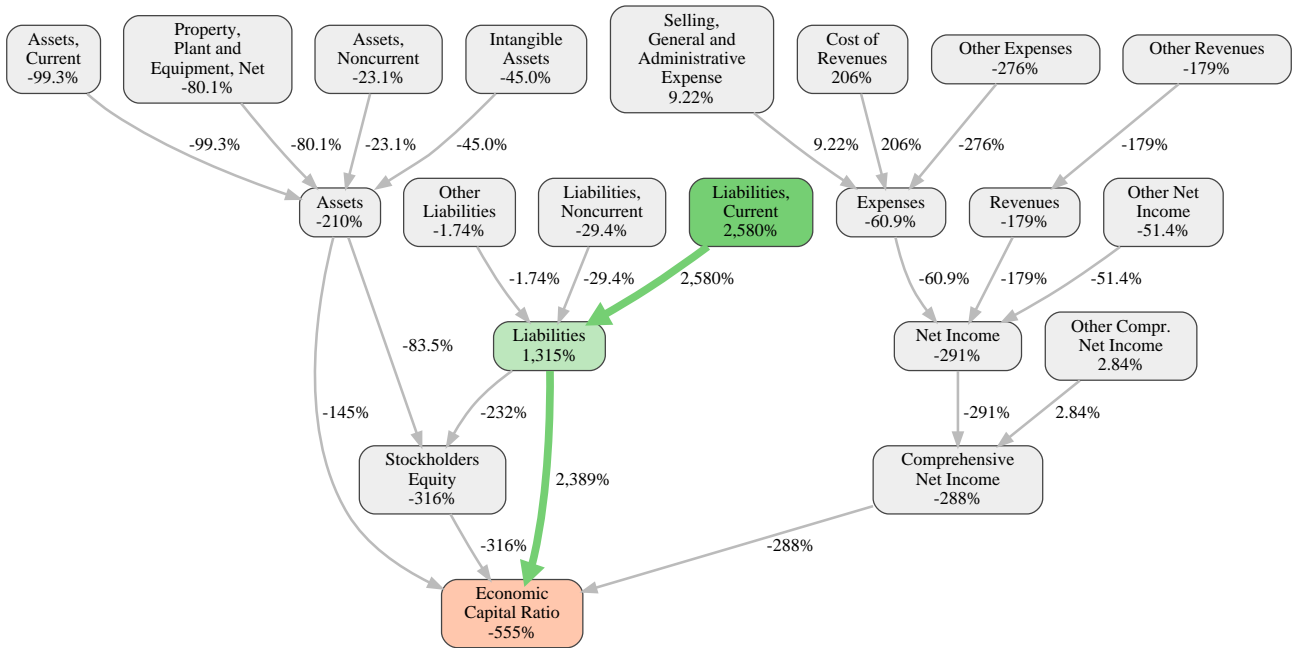 Assets,
Current
-99.3%
Property,
Plant and
Equipment, Net
-80.1%
Assets,
Noncurrent
-23.1%
Intangible
Assets
-45.0%
Selling,
General and
Administrative
Expense
9.22%
Cost of
Revenues
206%
Other Expenses
-276%
Other Revenues
-179%
-99.3%
-80.1%
-23.1%
-45.0%
9.22%
206%
-276%
-179%
Assets
-210%
Other
Liabilities
-1.74%
Liabilities,
Noncurrent
-29.4%
Liabilities,
Current
2,580%
Expenses
-60.9%
Revenues
-179%
Other Net
Income
-51.4%
-1.74%
-29.4%
2,580%
-60.9%
-179%
-51.4%
-83.5%
Liabilities
1,315%
Net Income
-291%
Other Compr.
Net Income
2.84%
-145%
-232%
-291%
2.84%
Stockholders
Equity
-316%
2,389%
Comprehensive
Net Income
-288%
-316%
-288%
Economic
Capital Ratio
-555%